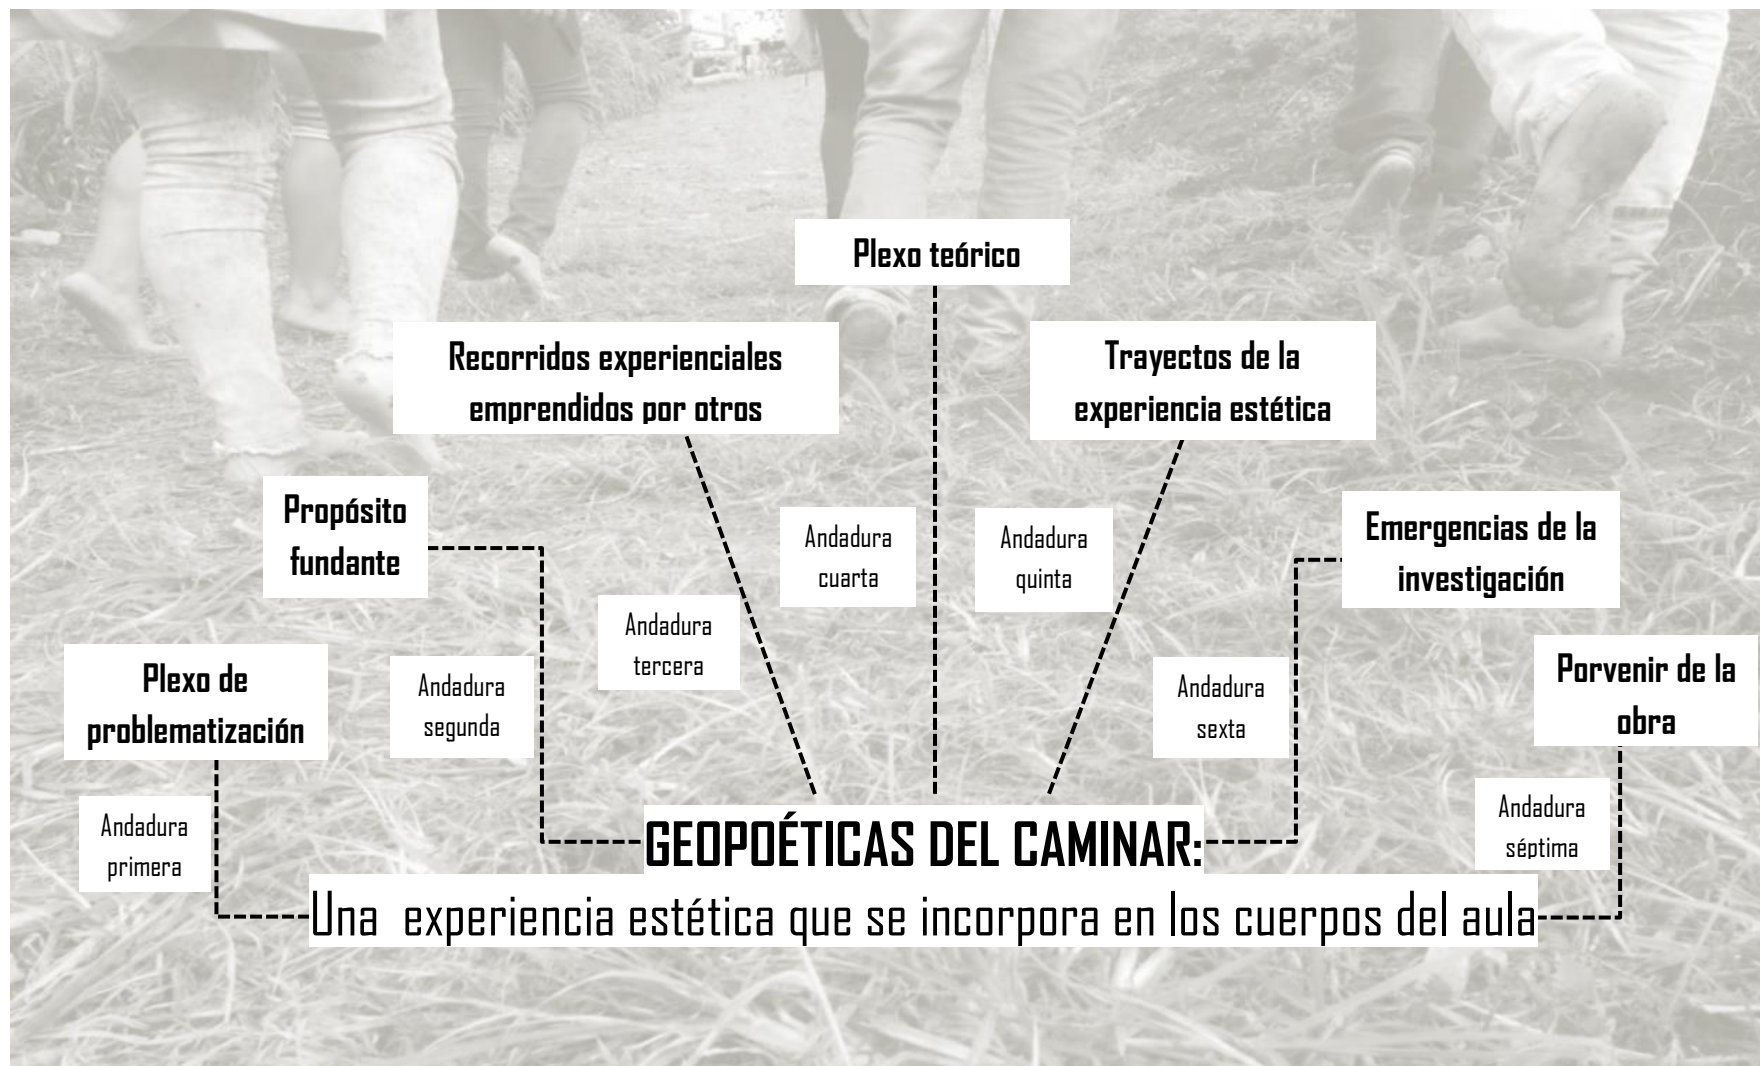 Plexo teórico
Recorridos experienciales
emprendidos por otros
Trayectos de la
experiencia estética
Propósito
fundante
Andadura
cuarta
Andadura
quinta
Emergencias de la
investigación
Andadura
tercera
Plexo de
problematización
Andadura
segunda
Andadura
sexta
Porvenir de la
obra
Andadura
primera
Andadura
séptima
GEOPOÉTICAS DEL CAMINAR:
Una experiencia estética que se incorpora en los cuerpos del aula